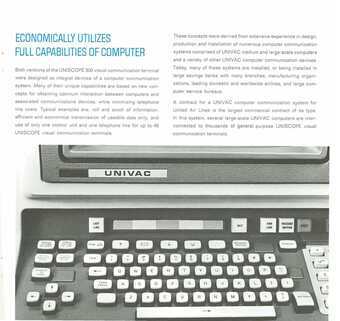 ECONOMICALLY UTILIZES
FULL CAPABILITIES OF COMPUTER
Both versions of the UNISCOPE 300 visual communication terminal
were designed as integral devices of a computer communication
system. Many of their unique capabilities are based on new con-
cepts for obtaining optimum interaction between computers and
associated communications devices, while minimizing telephone
line costs. Typical examples are, roll and scroll of information;
efficient and economical transmission of useable data only; and
use of only one control unit and one telephone line for up to 48
UNISCOPE visual communication terminals.
These concepts were derived from extensive experience in design,
production and installation of numerous computer communication
systems comprised of UNIVAC medium and large-scale computers
and a variety of other UNIVAC computer communication devices.
Today, many of these systems are installed, or being installed in
large savings banks with many branches, manufacturing organi-
zations, leading domestic and worldwide airlines, and large com-
puter service bureaus.
A contract for a UNIVAC computer communication system for
United Air Lines is the largest commercial contract of its type.
In this system, several large-scale UNIVAC computers are inter-
connected to thousands of general-purpose UNISCOPE visual
communication terminals.
UNIVAC